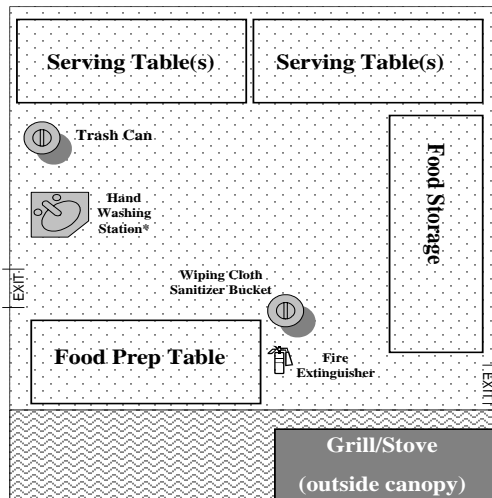 Serving Table(s)
Serving Table(s)
Trash Can
Food Storage
Hand
Washing
Station*
EXIT
Wiping Cloth
Sanitizer Bucket
Food Prep Table
Fire
Extinguisher
EXIT
Grill/Stove
(outside canopy)